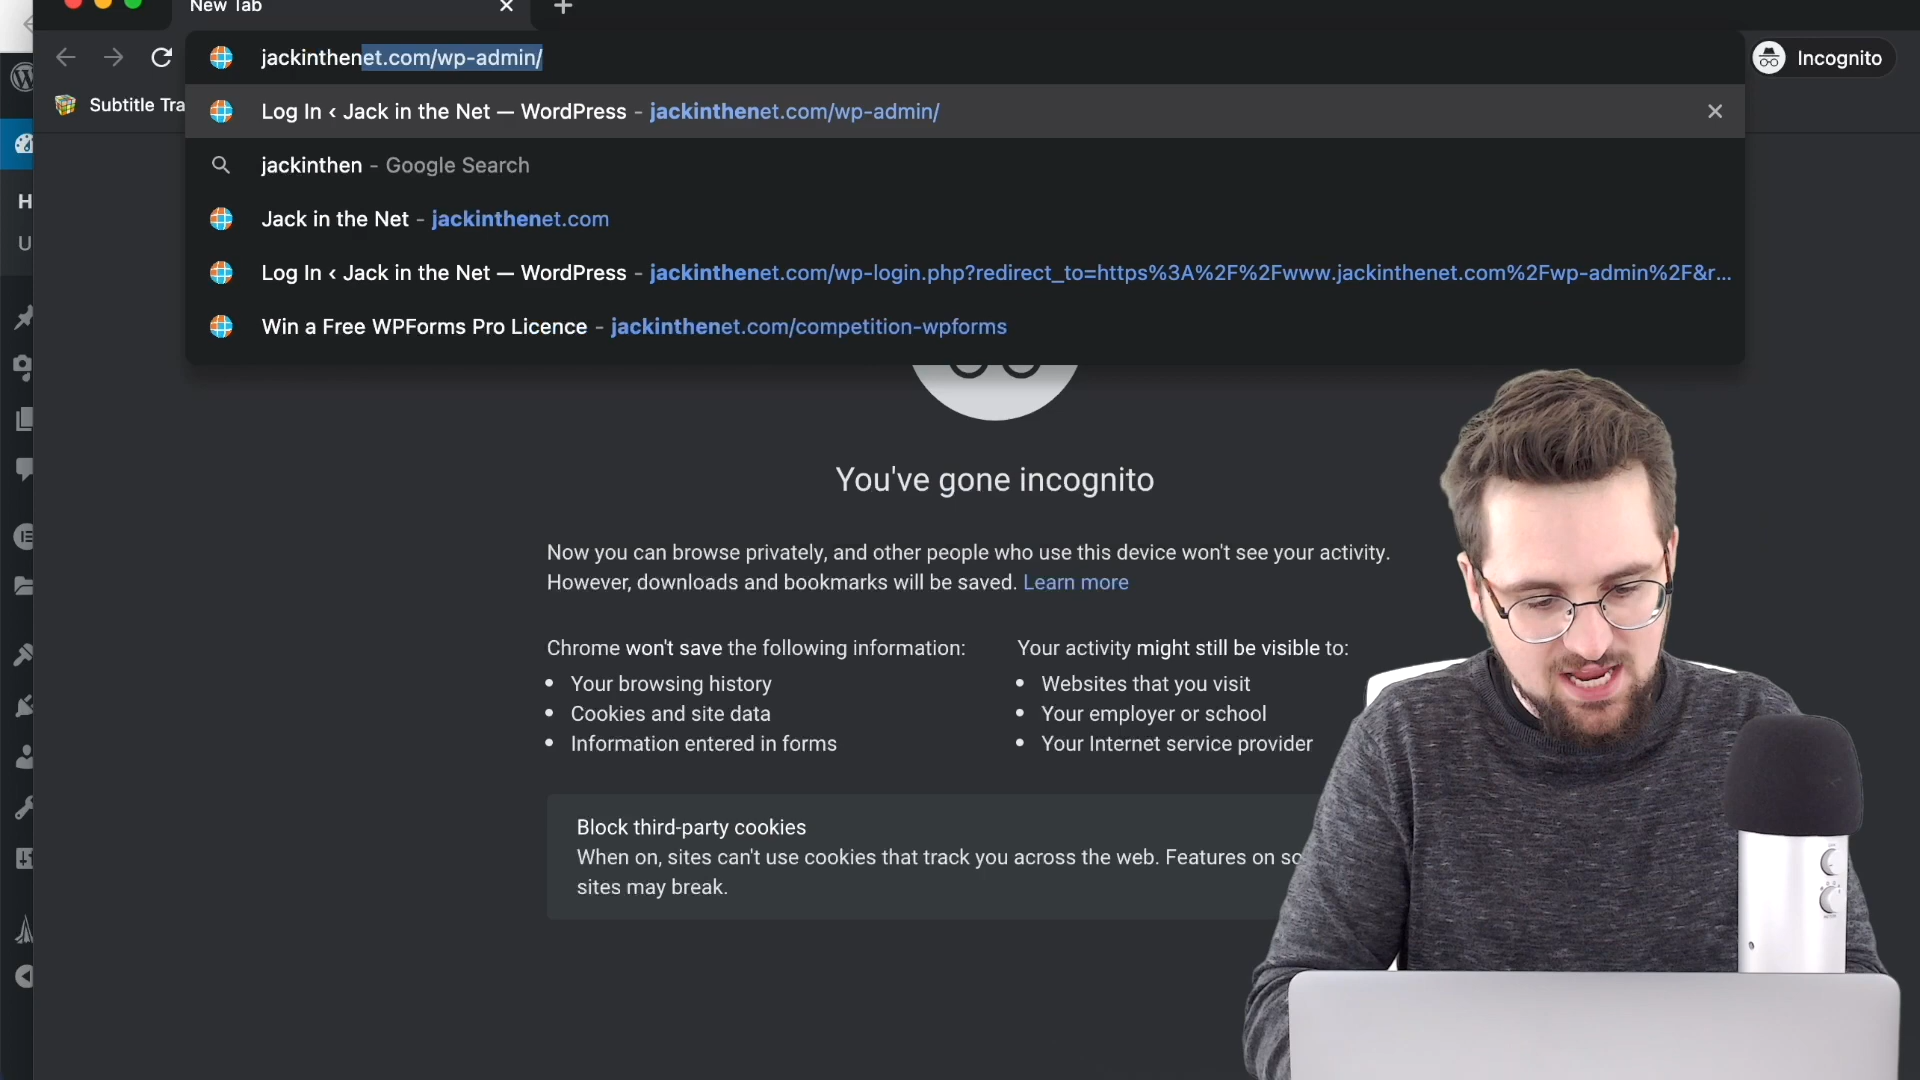 New Tab
jackinthenet.com/wp-admin/
Incognito
Subtitle Tra
Log In ‹ Jack in the Net — WordPress - jackinthenet.com/wp-admin/
jackinthen - Google Search
H
Jack in the Net - jackinthenet.com
U
Log In ‹ Jack in the Net — WordPress - jackinthenet.com/wp-login.php?redirect_to=https%3A%2F%2Fwww.jackinthenet.com%2Fwp-admin%2F&r...
Win a Free WPForms Pro Licence - jackinthenet.com/competition-wpforms
You've gone incognito
Now you can browse privately, and other people who use this device won't see your activity.
However, downloads and bookmarks will be saved. Learn more
Chrome won't save the following information:
• Your browsing history
• Cookies and site data
• Information entered in forms
Your activity might still be visible to:
• Websites that you visit
• Your employer or school
• Your Internet service provider
Block third-party cookies
When on, sites can't use cookies that track you across the web. Features on so
sites may break.